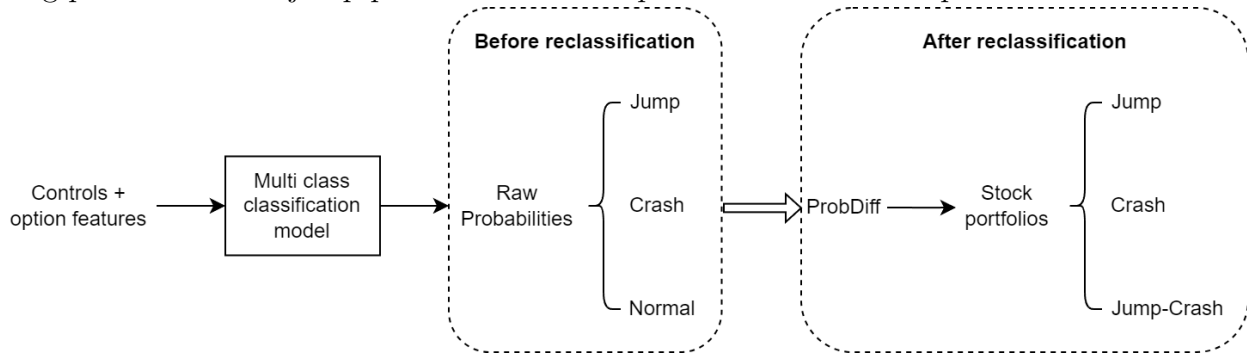 Before reclassification
After reclassification
Controls +
option features
Multi class
classification
model
Raw
Probabilities
Jump
Crash
Normal
ProbDiff
Stock
portfolios
Jump
Crash
Jump-Crash